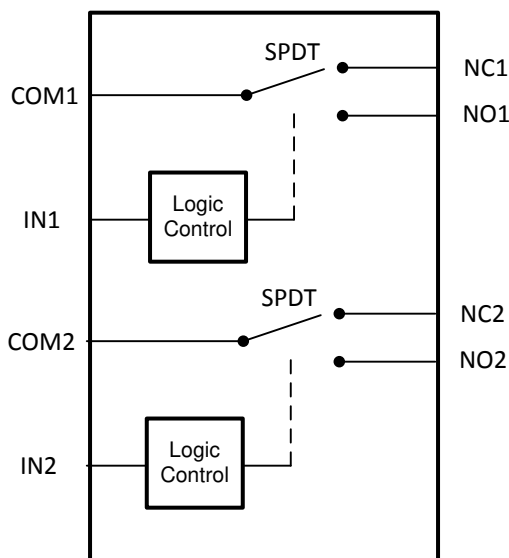 SPDT
NC1
COM1
NO1
IN1
Logic
Control
SPDT
NC2
COM2
NO2
IN2
Logic
Control